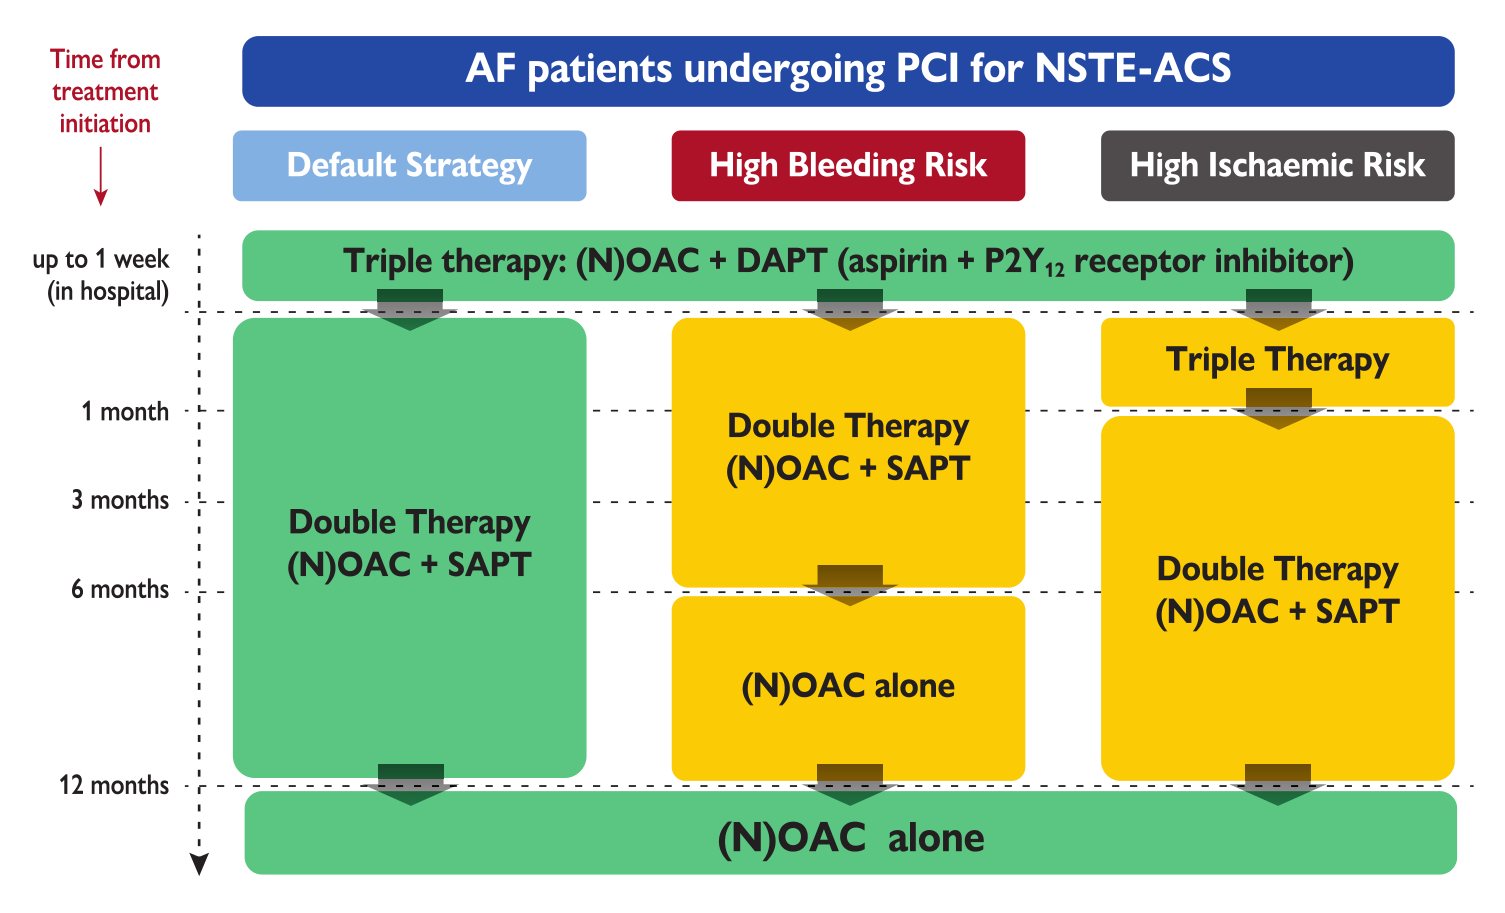 Time from
treatment
initiation
AF patients undergoing PCI for NSTE-ACS
Default Strategy
High Bleeding Risk
High Ischaemic Risk
up to 1 week
(in hospital)
Triple therapy: (N)OAC + DAPT (aspirin + P2Y₁₂ receptor inhibitor)
Triple Therapy
1 month
Double Therapy
(N)OAC + SAPT
3 months
Double Therapy
(N)OAC + SAPT
Double Therapy
(N)OAC + SAPT
6 months
(N)OAC alone
12 months
(N)OAC alone